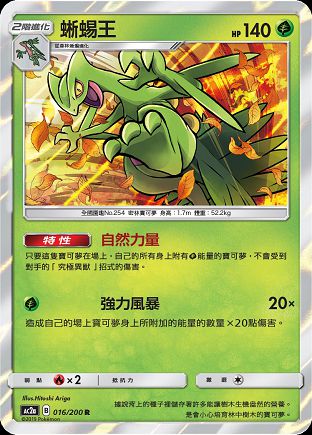 2階進化
蜥蜴王
HP 140
從森林蜥蜴進化
全國圖鑑No.254 密林寶可夢 身高:1.7m 體重:52.2kg
特性 自然力量
只要這隻寶可夢在場上,自己的所有身上附有能量的寶可夢,不會受到
對手的「究極異獸」招式的傷害。
強力風暴 20×
造成自己的場上寶可夢身上所附加的能量的數量×20點傷害。
弱點 ×2 抵抗力 撤退
Illus.Hitoshi Ariga
AC2a B 016/200 R
©2019 Pokémon
據說背上的種子裡儲存著許多能讓樹木生機盎然的營養。
是會小心培育林中樹木的寶可夢。